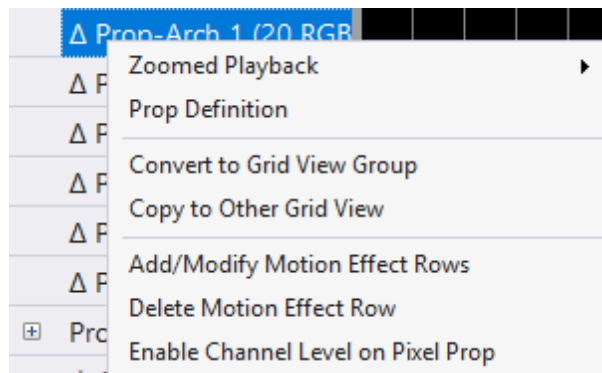 Δ Prop-Arch 1 (20 RGB
Zoomed Playback
Δ P
Prop Definition
Δ P
Convert to Grid View Group
Δ P
Copy to Other Grid View
Δ P
Add/Modify Motion Effect Rows
Δ P
Delete Motion Effect Row
Pro
Enable Channel Level on Pixel Prop